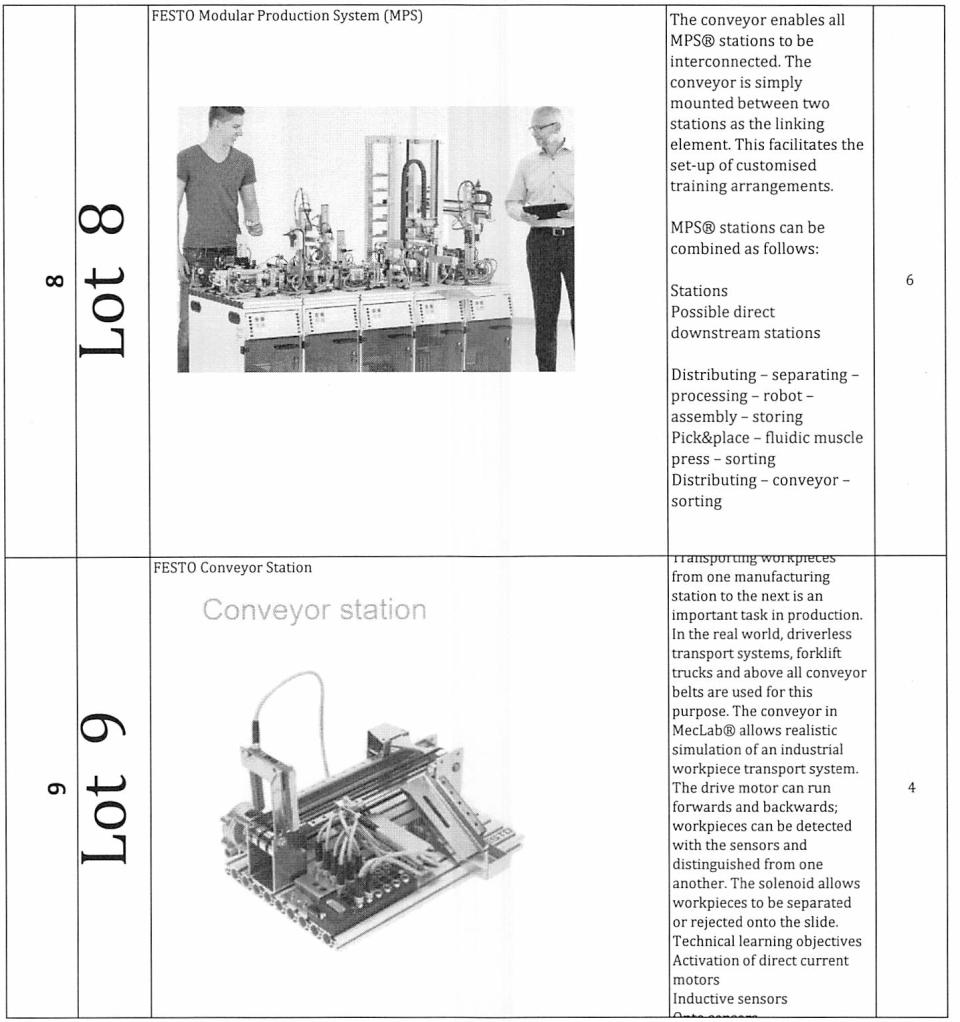 8
Lot 8
FESTO Modular Production System (MPS)
The conveyor enables all
MPS® stations to be
interconnected. The
conveyor is simply
mounted between two
stations as the linking
element. This facilitates the
set-up of customised
training arrangements.
MPS® stations can be
combined as follows:
Stations
Possible direct
downstream stations
Distributing – separating –
processing – robot –
assembly – storing
Pick&place – fluidic muscle
press – sorting
Distributing – conveyor –
sorting
6
9
Lot 9
FESTO Conveyor Station
Conveyor station
Transporting workpieces
from one manufacturing
station to the next is an
important task in production.
In the real world, driverless
transport systems, forklift
trucks and above all conveyor
belts are used for this
purpose. The conveyor in
MecLab® allows realistic
simulation of an industrial
workpiece transport system.
The drive motor can run
forwards and backwards;
workpieces can be detected
with the sensors and
distinguished from one
another. The solenoid allows
workpieces to be separated
or rejected onto the slide.
Technical learning objectives
Activation of direct current
motors
Inductive sensors
4